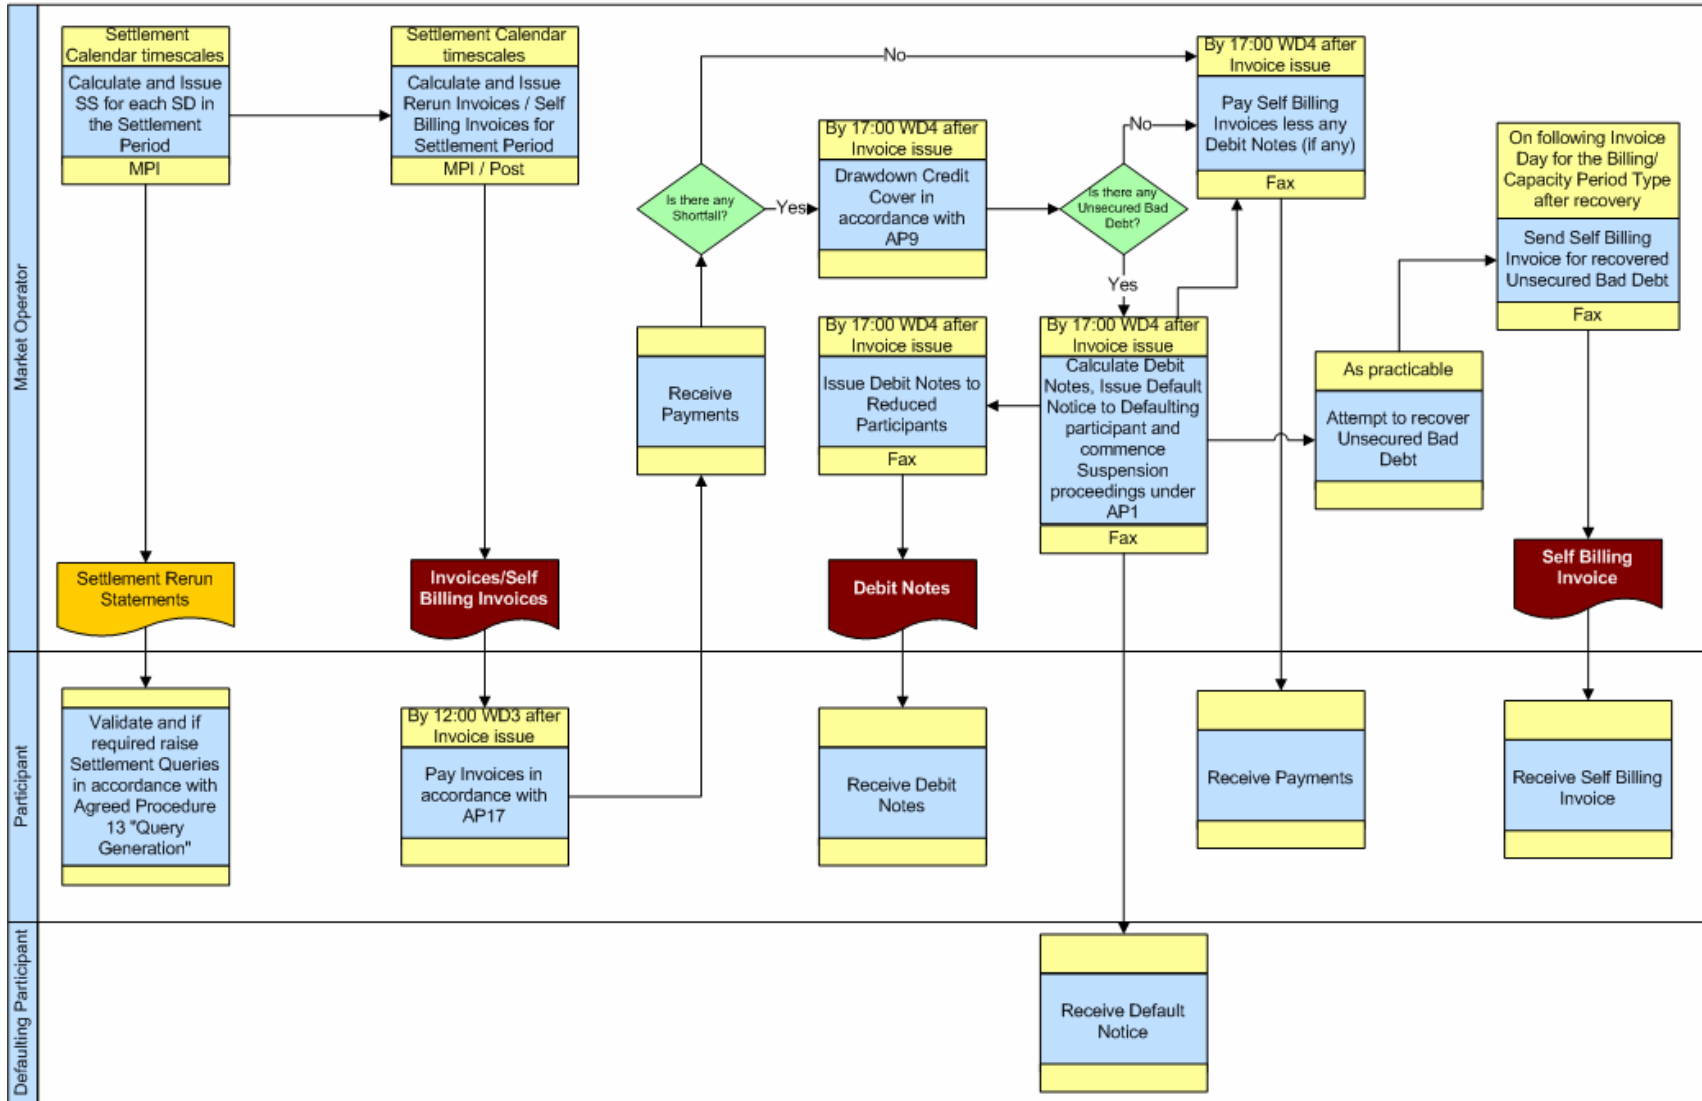 Market Operator
Settlement
Calendar timescales
Calculate and Issue
SS for each SD in
the Settlement
Period
MPI
Settlement Calendar
timescales
Calculate and Issue
Rerun Invoices / Self
Billing Invoices for
Settlement Period
MPI / Post
Is there any
Shortfall?
No
Yes
By 17:00 WD4 after
Invoice issue
Drawdown Credit
Cover in
accordance with
AP9
Is there any
Unsecured Bad
Debt?
No
Yes
By 17:00 WD4 after
Invoice issue
Pay Self Billing
Invoices less any
Debit Notes (if any)
Fax
On following Invoice
Day for the Billing/
Capacity Period Type
after recovery
Send Self Billing
Invoice for recovered
Unsecured Bad Debt
Fax
Receive
Payments
By 17:00 WD4 after
Invoice issue
Issue Debit Notes to
Reduced
Participants
Fax
By 17:00 WD4 after
Invoice issue
Calculate Debit
Notes, Issue Default
Notice to Defaulting
participant and
commence
Suspension
proceedings under
AP1
Fax
As practicable
Attempt to recover
Unsecured Bad
Debt
Settlement Rerun
Statements
Invoices/Self
Billing Invoices
Debit Notes
Self Billing
Invoice
Participant
Validate and if
required raise
Settlement Queries
in accordance with
Agreed Procedure
13 "Query
Generation"
By 12:00 WD3 after
Invoice issue
Pay Invoices in
accordance with
AP17
Receive Debit
Notes
Receive Payments
Receive Self Billing
Invoice
Defaulting Participant
Receive Default
Notice